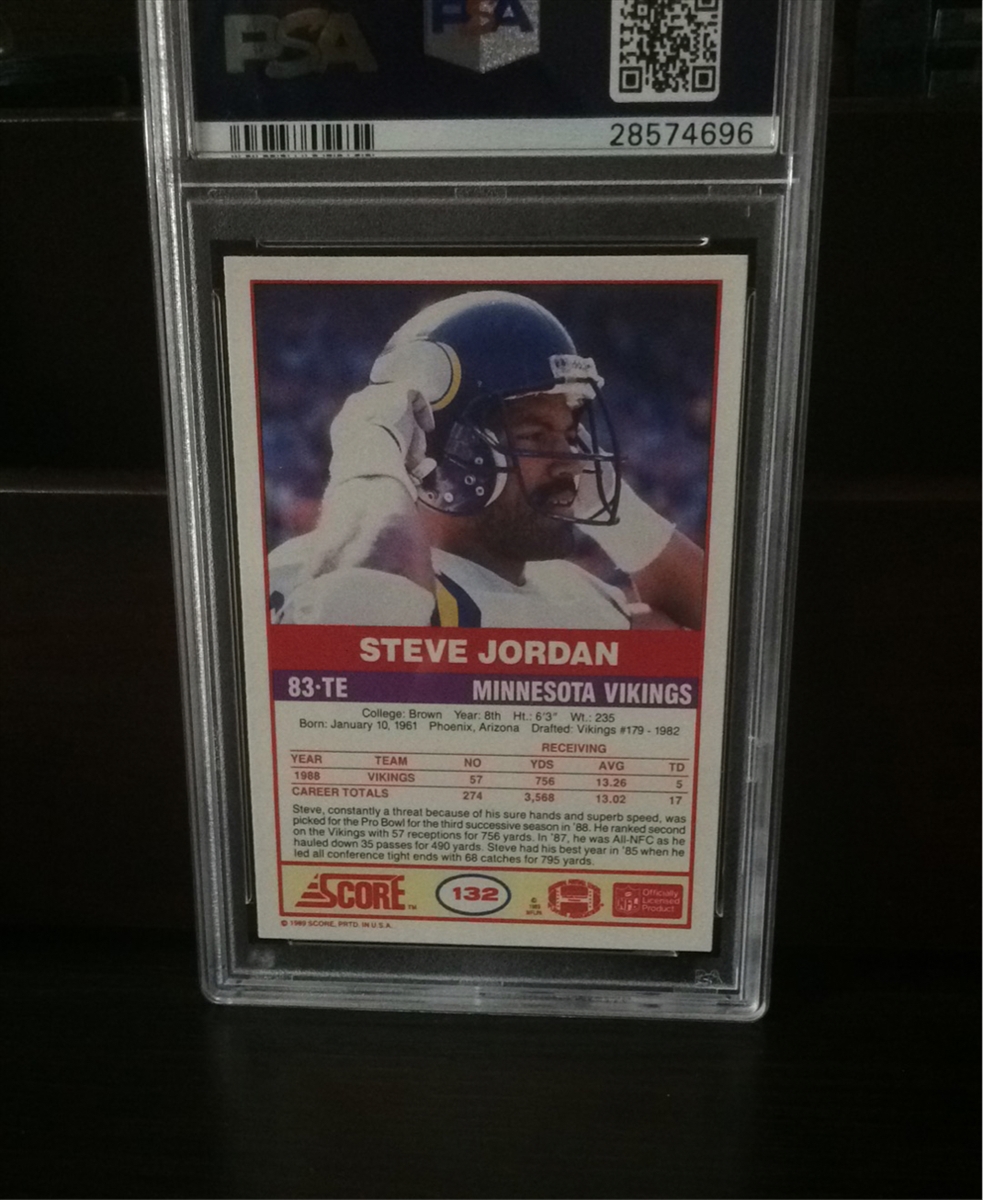 PSA PSA
28574696
STEVE JORDAN
83·TE MINNESOTA VIKINGS
College: Brown Year: 8th Ht.: 6'3" Wt.: 235
Born: January 10, 1961 Phoenix, Arizona Drafted: Vikings #179 - 1982
RECEIVING
YEAR TEAM NO YDS AVG TD
1988 VIKINGS 57 756 13.26 5
CAREER TOTALS 274 3,568 13.02 17
Steve, constantly a threat because of his sure hands and superb speed, was
picked for the Pro Bowl for the third successive season in '88. He ranked second
on the Vikings with 57 receptions for 756 yards. In '87, he was All-NFC as he
hauled down 35 passes for 490 yards. Steve had his best year in '85 when he
led all conference tight ends with 68 catches for 795 yards.
SCORE™ 132
NFL Officially
Licensed
Product
© 1989 SCORE, PRTD. IN U.S.A.